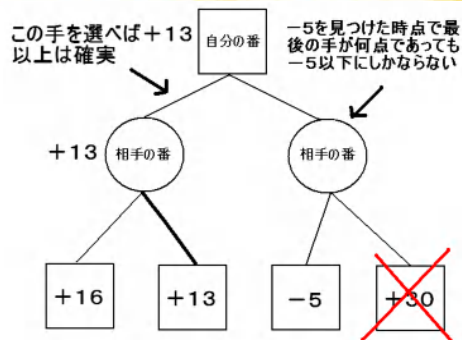 この手を選べば＋13
以上は確実
自分の番
－5を見つけた時点で最
後の手が何点であっても
－5以下にしかならない
＋13
相手の番
相手の番
＋16
＋13
－5
＋30